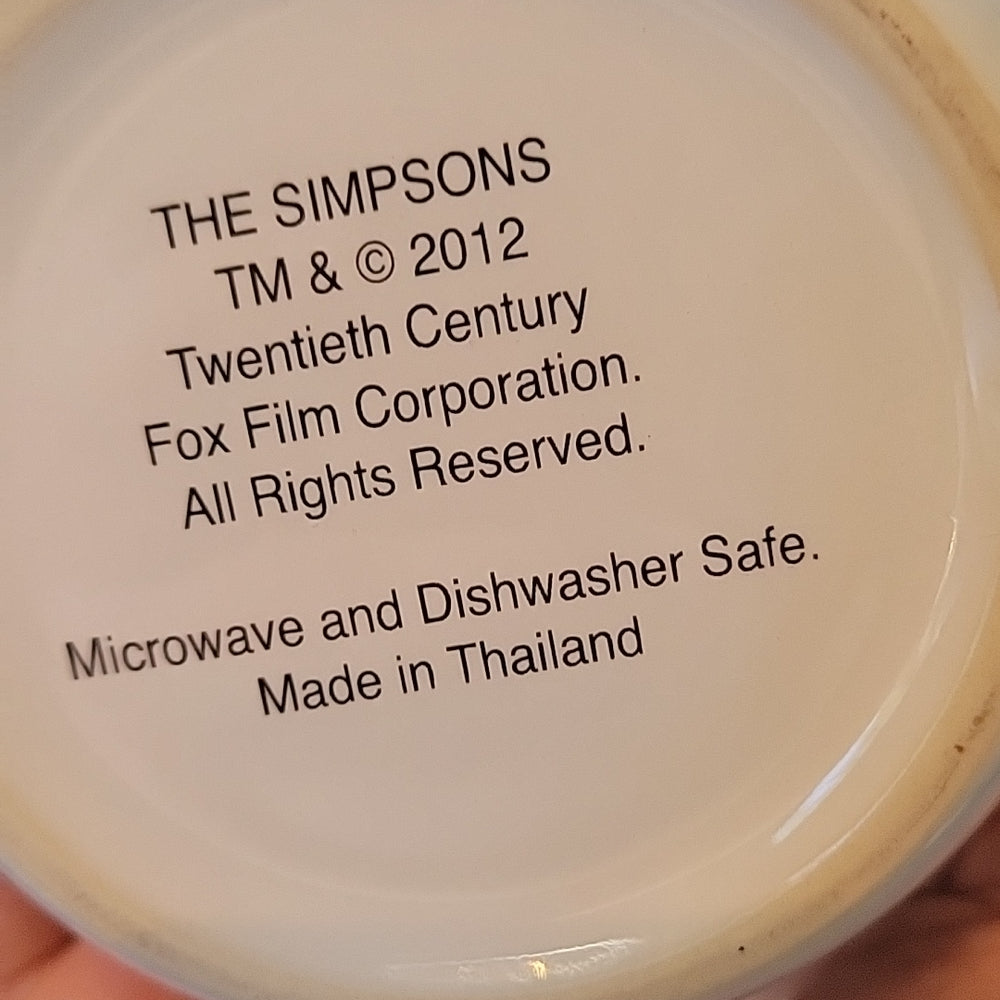 THE SIMPSONS
TM & © 2012
Twentieth Century
Fox Film Corporation.
All Rights Reserved.
Microwave and Dishwasher Safe.
Made in Thailand